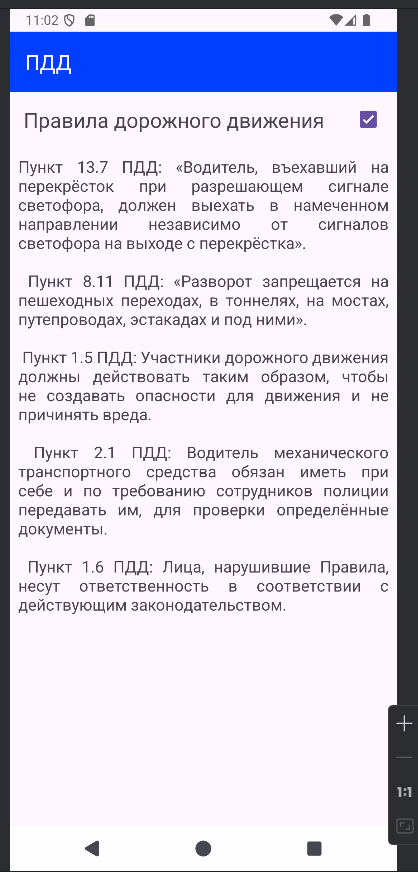 11:02
ПДД
Правила дорожного движения
Пункт 13.7 ПДД: «Водитель, въехавший на
перекрёсток при разрешающем сигнале
светофора, должен выехать в намеченном
направлении независимо от сигналов
светофора на выходе с перекрёстка».
Пункт 8.11 ПДД: «Разворот запрещается на
пешеходных переходах, в тоннелях, на мостах,
путепроводах, эстакадах и под ними».
Пункт 1.5 ПДД: Участники дорожного движения
должны действовать таким образом, чтобы
не создавать опасности для движения и не
причинять вреда.
Пункт 2.1 ПДД: Водитель механического
транспортного средства обязан иметь при
себе и по требованию сотрудников полиции
передавать им, для проверки определённые
документы.
Пункт 1.6 ПДД: Лица, нарушившие Правила,
несут ответственность в соответствии с
действующим законодательством.
1:1